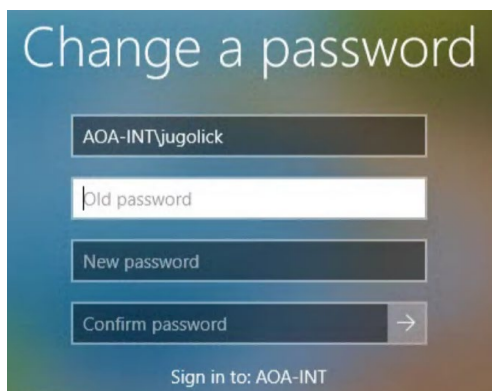 Change a password
AOA-INT\jugolick
Old password
New password
Confirm password
Sign in to: AOA-INT